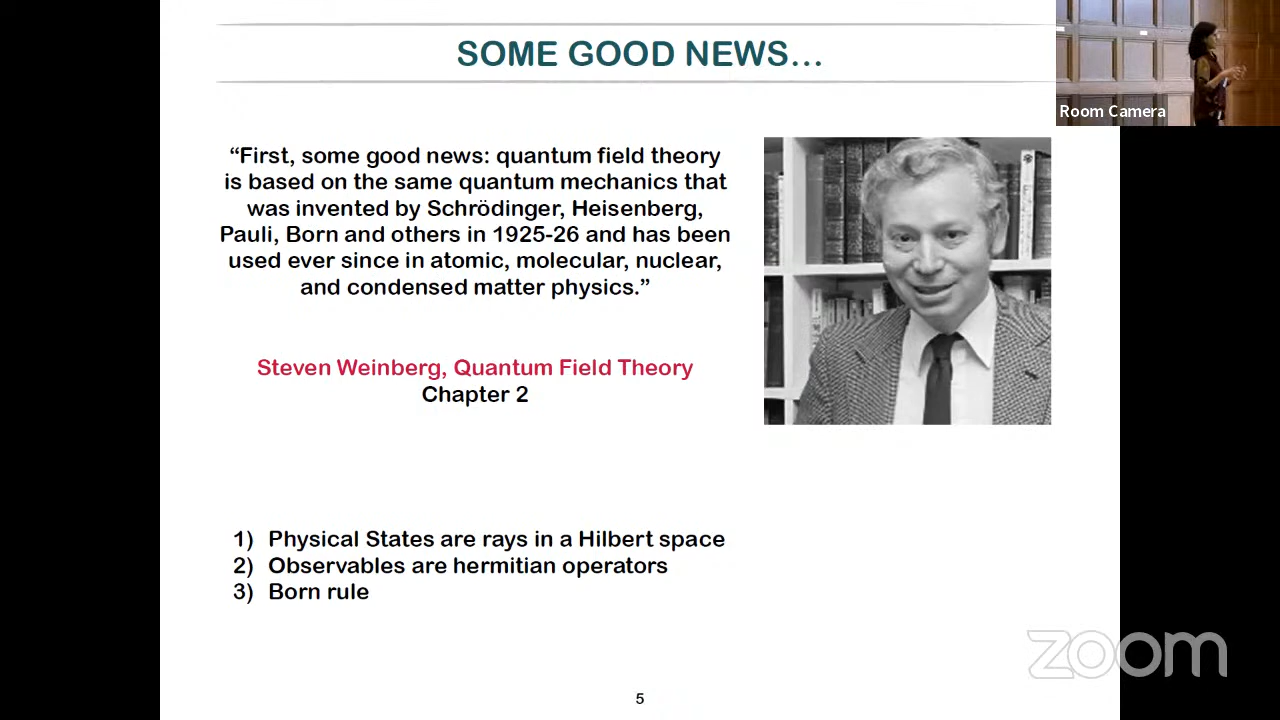 SOME GOOD NEWS...
Room Camera
“First, some good news: quantum field theory
is based on the same quantum mechanics that
was invented by Schrödinger, Heisenberg,
Pauli, Born and others in 1925-26 and has been
used ever since in atomic, molecular, nuclear,
and condensed matter physics.”
Steven Weinberg, Quantum Field Theory
Chapter 2
1) Physical States are rays in a Hilbert space
2) Observables are hermitian operators
3) Born rule
zoom
5